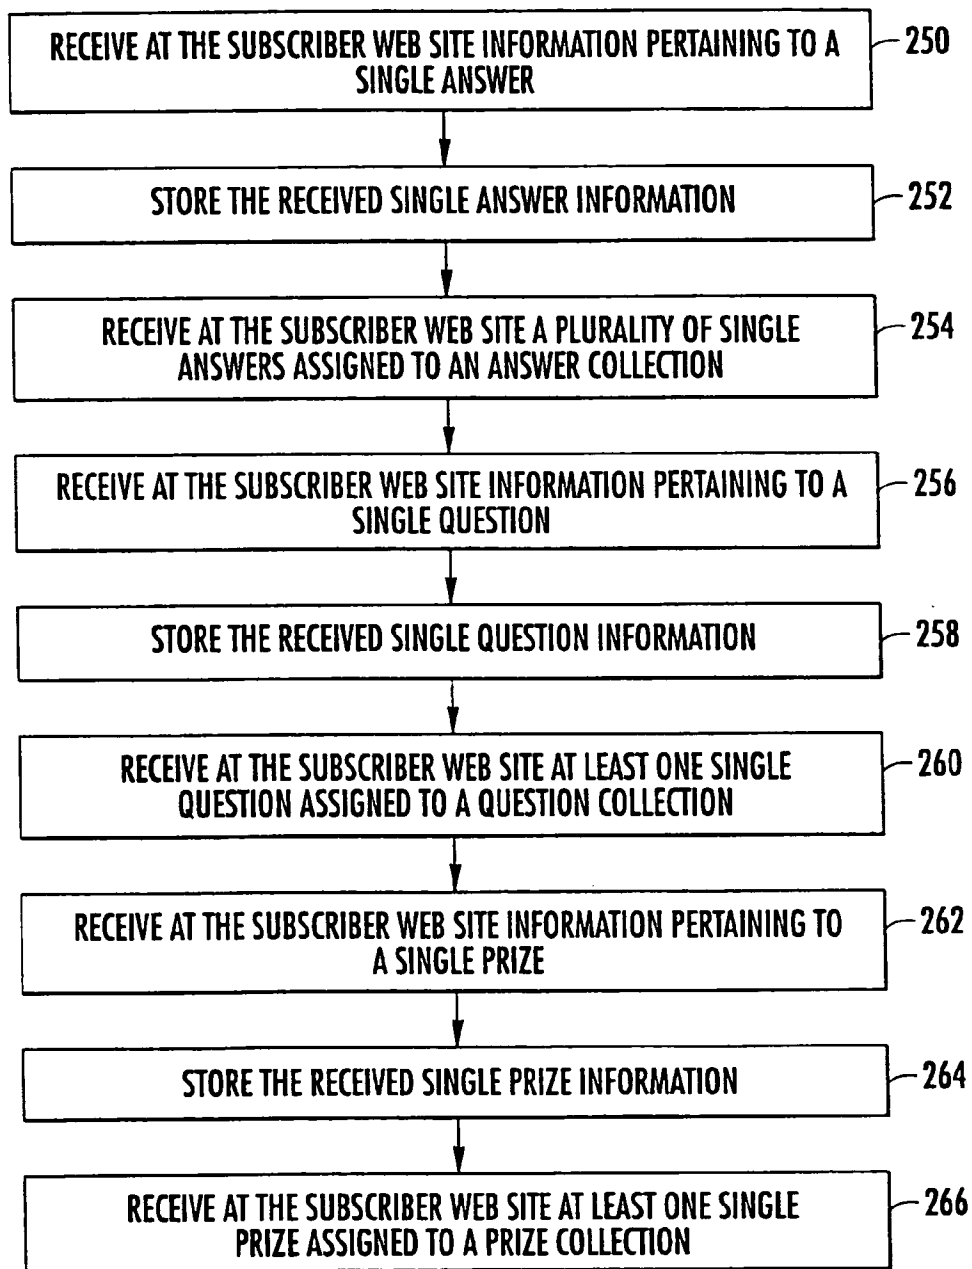 RECEIVE AT THE SUBSCRIBER WEB SITE INFORMATION PERTAINING TO A
SINGLE ANSWER
250
STORE THE RECEIVED SINGLE ANSWER INFORMATION
252
RECEIVE AT THE SUBSCRIBER WEB SITE A PLURALITY OF SINGLE
ANSWERS ASSIGNED TO AN ANSWER COLLECTION
254
RECEIVE AT THE SUBSCRIBER WEB SITE INFORMATION PERTAINING TO A
SINGLE QUESTION
256
STORE THE RECEIVED SINGLE QUESTION INFORMATION
258
RECEIVE AT THE SUBSCRIBER WEB SITE AT LEAST ONE SINGLE
QUESTION ASSIGNED TO A QUESTION COLLECTION
260
RECEIVE AT THE SUBSCRIBER WEB SITE INFORMATION PERTAINING TO
A SINGLE PRIZE
262
STORE THE RECEIVED SINGLE PRIZE INFORMATION
264
RECEIVE AT THE SUBSCRIBER WEB SITE AT LEAST ONE SINGLE
PRIZE ASSIGNED TO A PRIZE COLLECTION
266